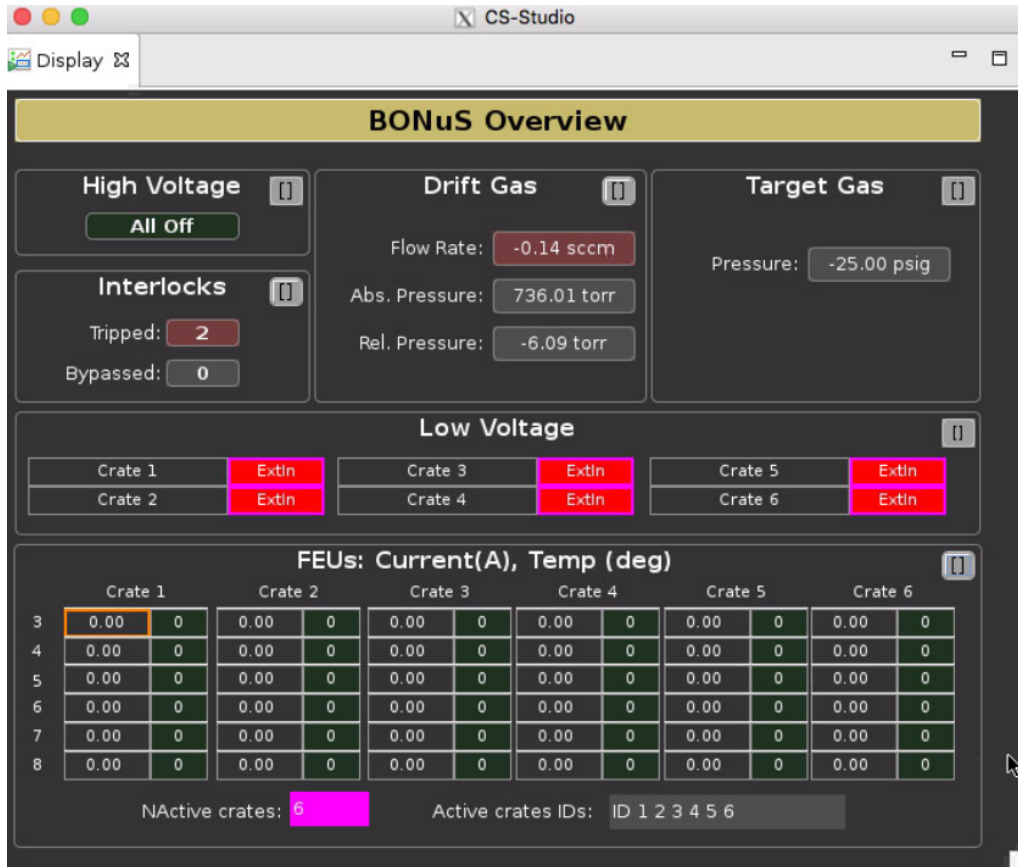 CS-Studio
Display
BONuS Overview
High Voltage []
All Off
Interlocks []
Tripped: 2
Bypassed: 0
Drift Gas []
Flow Rate: -0.14 sccm
Abs. Pressure: 736.01 torr
Rel. Pressure: -6.09 torr
Target Gas []
Pressure: -25.00 psig
Low Voltage []
Crate 1 ExtIn Crate 3 ExtIn Crate 5 ExtIn
Crate 2 ExtIn Crate 4 ExtIn Crate 6 ExtIn
FEUs: Current(A), Temp (deg) []
Crate 1 Crate 2 Crate 3 Crate 4 Crate 5 Crate 6
3 0.00 0 0.00 0 0.00 0 0.00 0 0.00 0 0.00 0
4 0.00 0 0.00 0 0.00 0 0.00 0 0.00 0 0.00 0
5 0.00 0 0.00 0 0.00 0 0.00 0 0.00 0 0.00 0
6 0.00 0 0.00 0 0.00 0 0.00 0 0.00 0 0.00 0
7 0.00 0 0.00 0 0.00 0 0.00 0 0.00 0 0.00 0
8 0.00 0 0.00 0 0.00 0 0.00 0 0.00 0 0.00 0
NActive crates: 6 Active crates IDs: ID 1 2 3 4 5 6